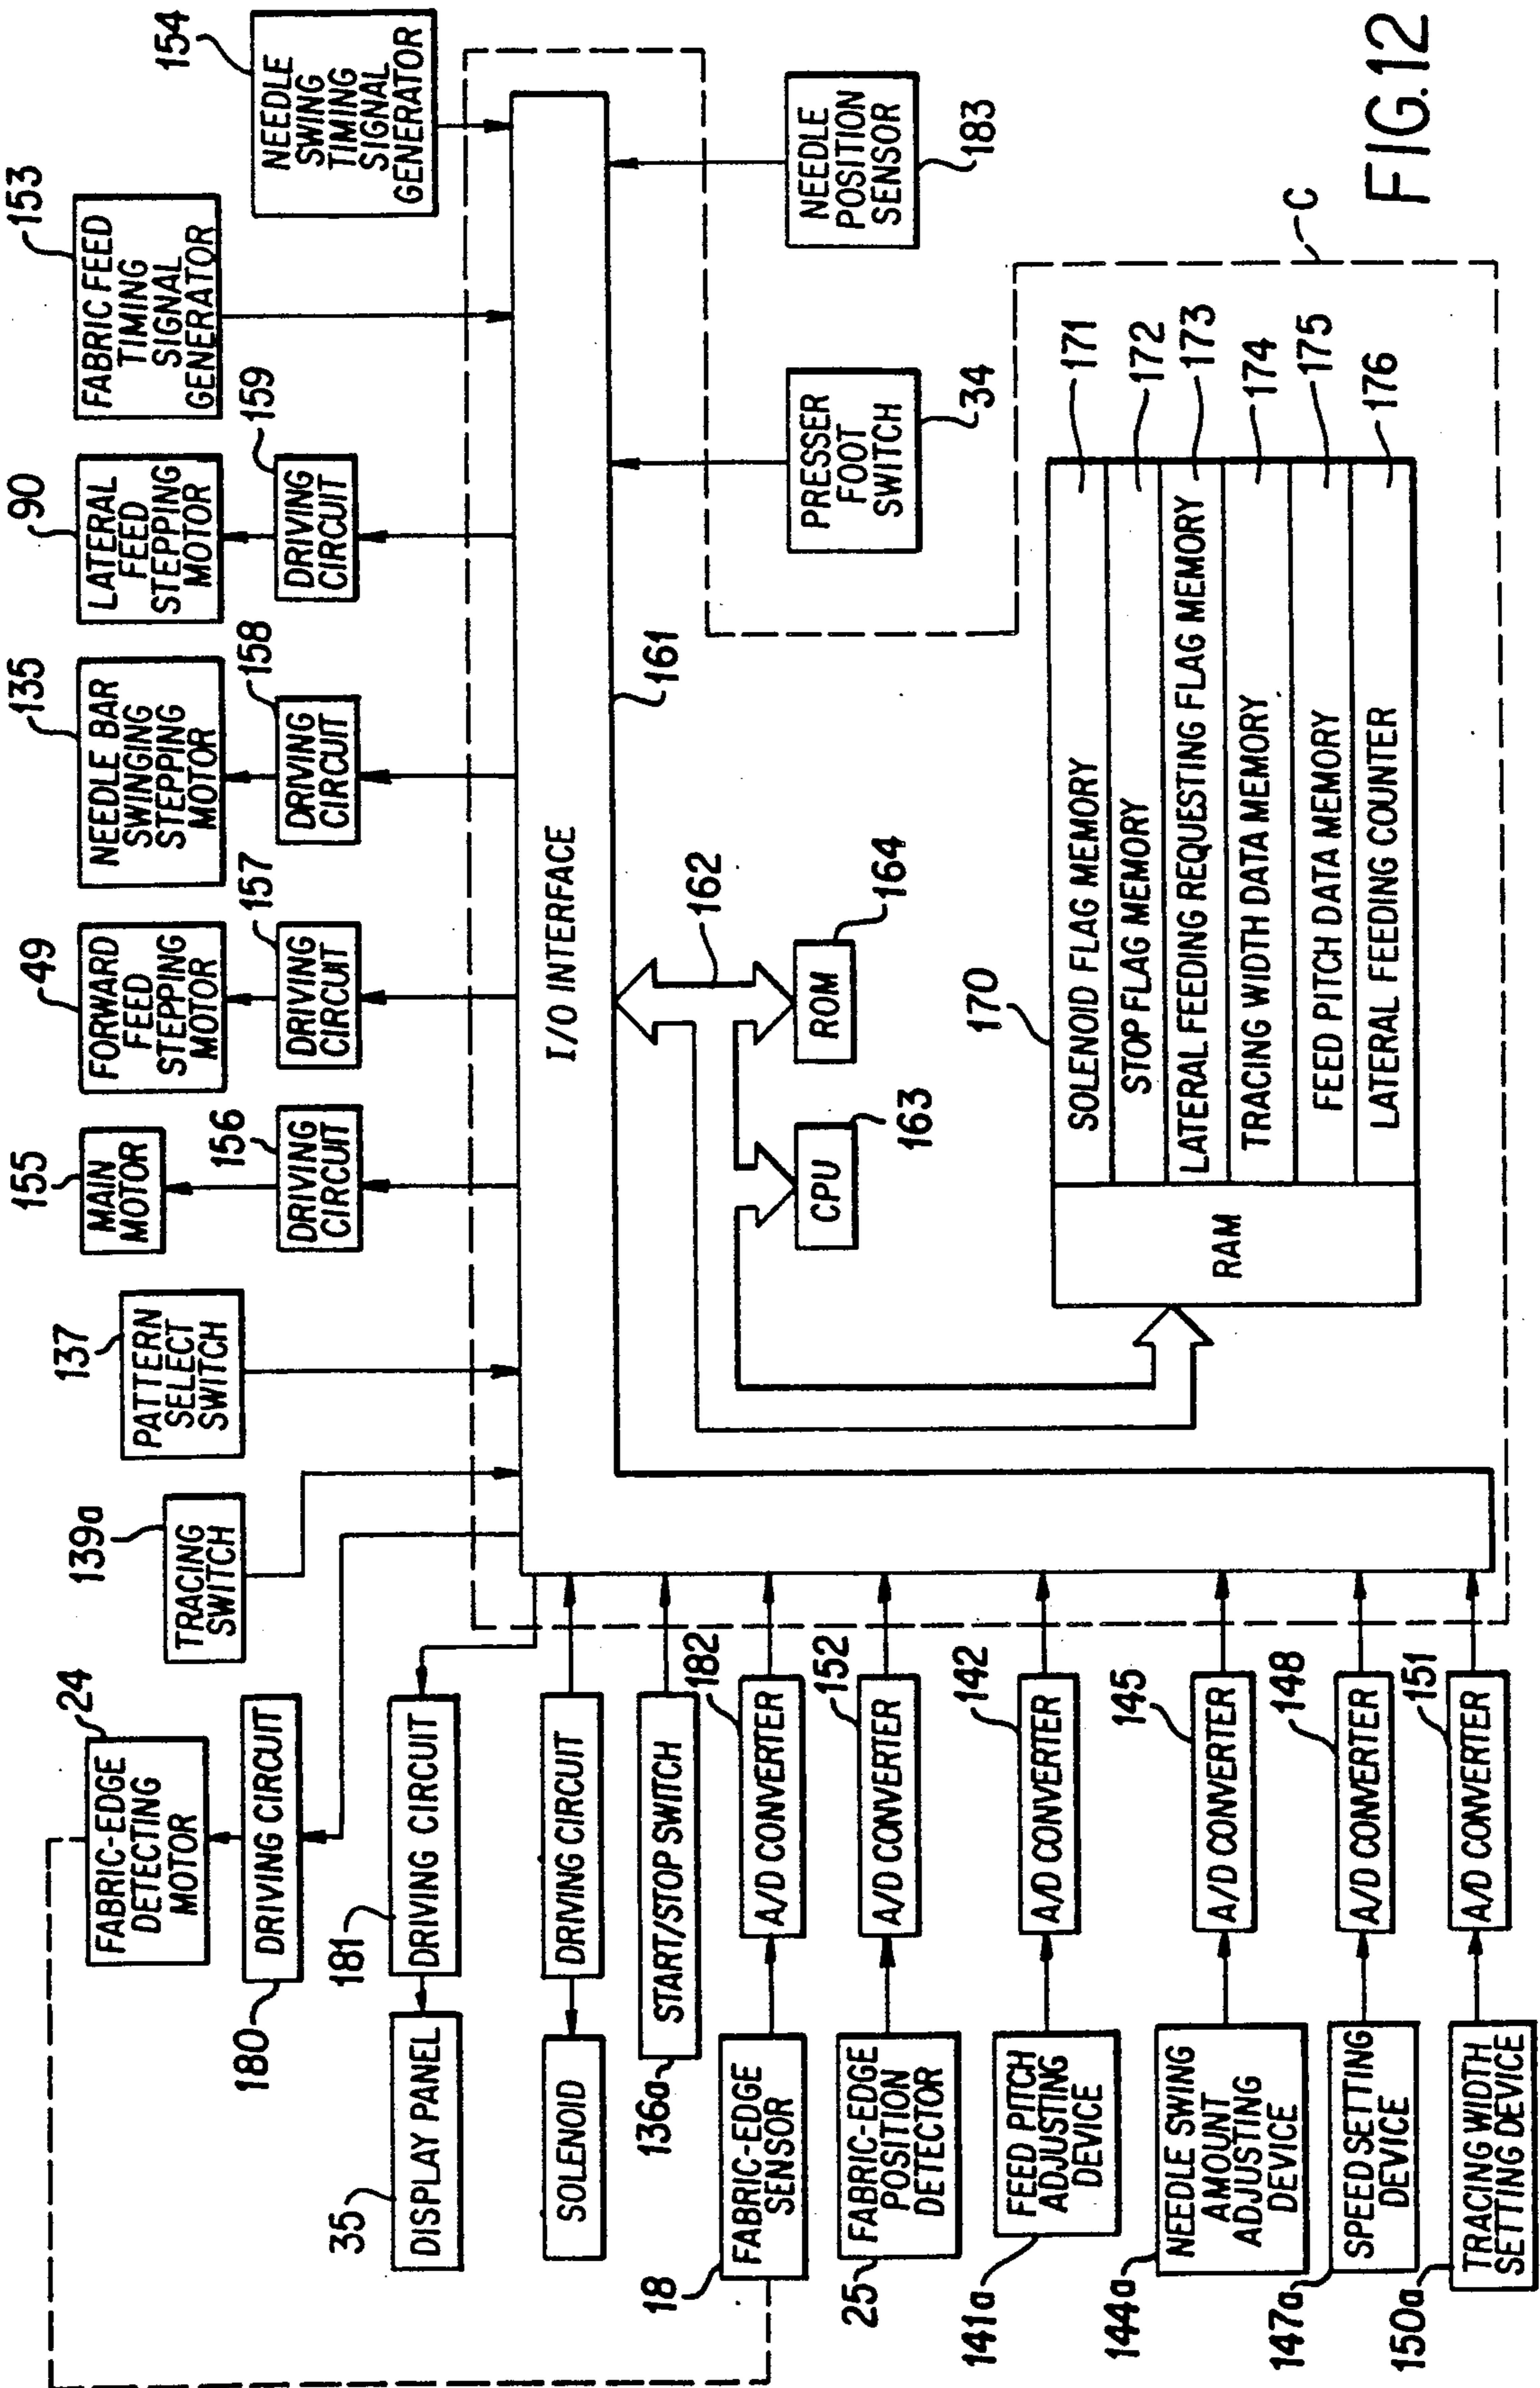 154
NEEDLE
SWING
TIMING
SIGNAL
GENERATOR
153
FABRIC FEED
TIMING
SIGNAL
GENERATOR
90
LATERAL
FEED
STEPPING
MOTOR
159
DRIVING
CIRCUIT
135
NEEDLE BAR
SWINGING
STEPPING
MOTOR
158
DRIVING
CIRCUIT
49
FORWARD
FEED
STEPPING
MOTOR
157
DRIVING
CIRCUIT
155
MAIN
MOTOR
156
DRIVING
CIRCUIT
137
PATTERN
SELECT
SWITCH
139a
TRACING
SWITCH
24
FABRIC-EDGE
DETECTING
MOTOR
DRIVING CIRCUIT
180
181
DRIVING CIRCUIT
35
DISPLAY PANEL
DRIVING CIRCUIT
SOLENOID
START/STOP SWITCH
136a
182
A/D CONVERTER
18
FABRIC-EDGE
SENSOR
152
A/D CONVERTER
25
FABRIC-EDGE
POSITION
DETECTOR
142
A/D CONVERTER
141a
FEED PITCH
ADJUSTING
DEVICE
145
A/D CONVERTER
144a
NEEDLE SWING
AMOUNT
ADJUSTING
DEVICE
148
A/D CONVERTER
147a
SPEED SETTING
DEVICE
151
A/D CONVERTER
150a
TRACING WIDTH
SETTING DEVICE
I/O INTERFACE
161
162
CPU
163
ROM
164
PRESSER
FOOT
SWITCH
34
NEEDLE
POSITION
SENSOR
183
170
RAM
SOLENOID FLAG MEMORY
171
STOP FLAG MEMORY
172
LATERAL FEEDING REQUESTING FLAG MEMORY
173
TRACING WIDTH DATA MEMORY
174
FEED PITCH DATA MEMORY
175
LATERAL FEEDING COUNTER
176
C
FIG.12